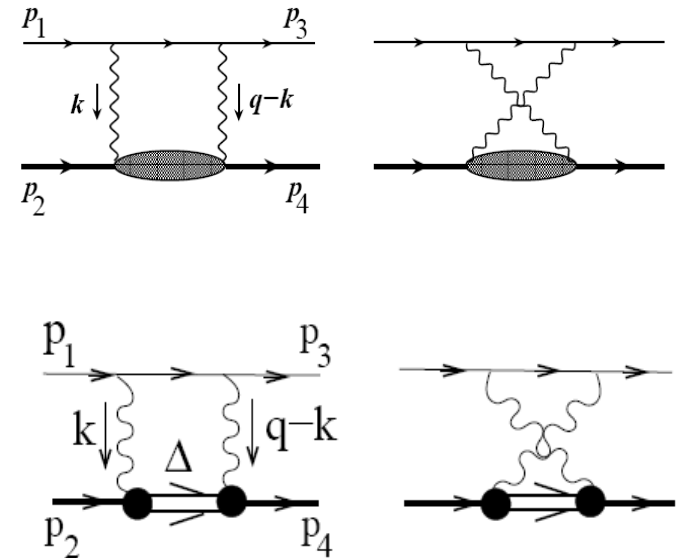 p₁ p₃
k q−k
p₂ p₄
p₁ p₃
k Δ q−k
p₂ p₄